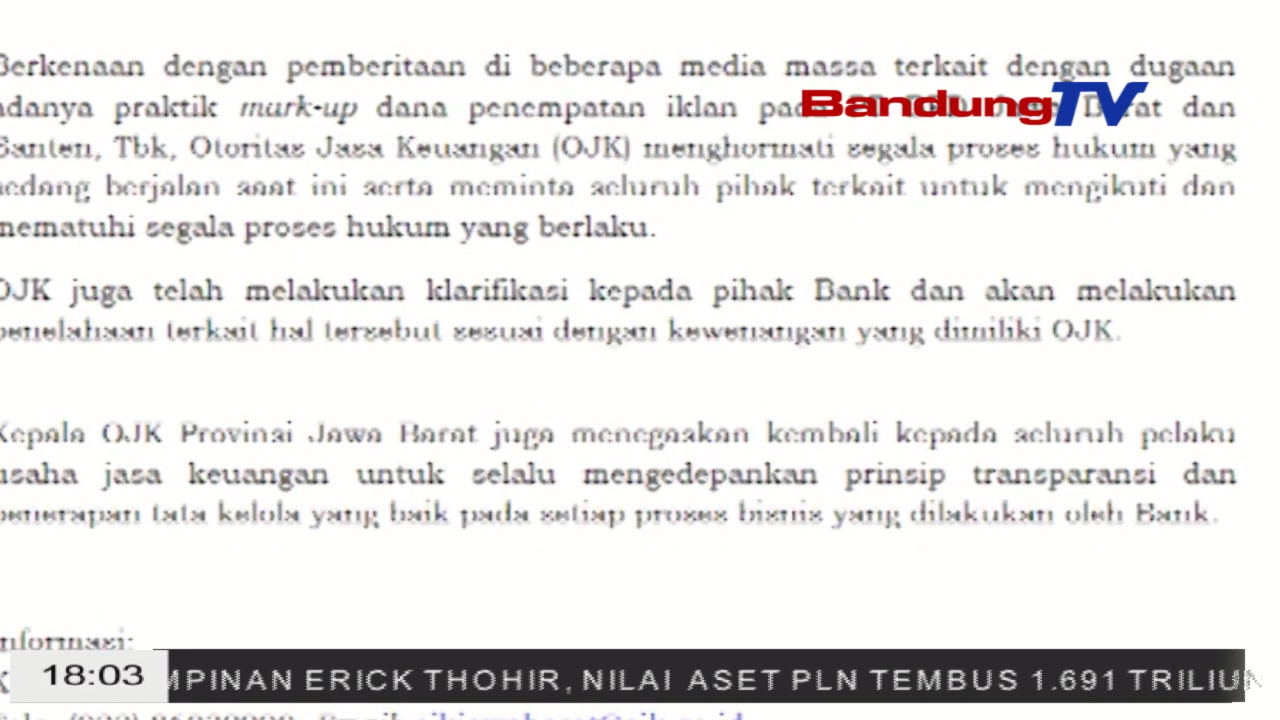 Berkenaan dengan pemberitaan di beberapa media massa terkait dengan dugaan
adanya praktik mark-up dana penempatan iklan pada Barat dan
BandungTV
Banten, Tbk, Otoritas Jasa Keuangan (OJK) menghormati segala proses hukum yang
sedang berjalan saat ini serta meminta seluruh pihak terkait untuk mengikuti dan
mematuhi segala proses hukum yang berlaku.
OJK juga telah melakukan klarifikasi kepada pihak Bank dan akan melakukan
penelahaan terkait hal tersebut sesuai dengan kewenangan yang dimiliki OJK.
Kepala OJK Provinsi Jawa Barat juga menegaskan kembali kepada seluruh pelaku
usaha jasa keuangan untuk selalu mengedepankan prinsip transparansi dan
penerapan tata kelola yang baik pada setiap proses bisnis yang dilakukan oleh Bank.
Informasi:
18:03 MPINAN ERICK THOHIR, NILAI ASET PLN TEMBUS 1.691 TRILIUN